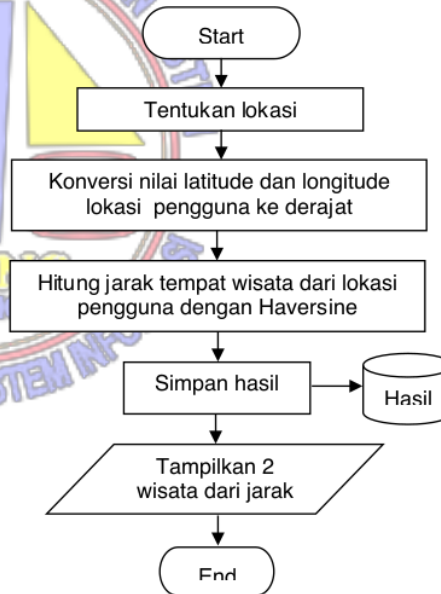 Start
Tentukan lokasi
Konversi nilai latitude dan longitude
lokasi pengguna ke derajat
Hitung jarak tempat wisata dari lokasi
pengguna dengan Haversine
Simpan hasil
Hasil
Tampilkan 2
wisata dari jarak
End